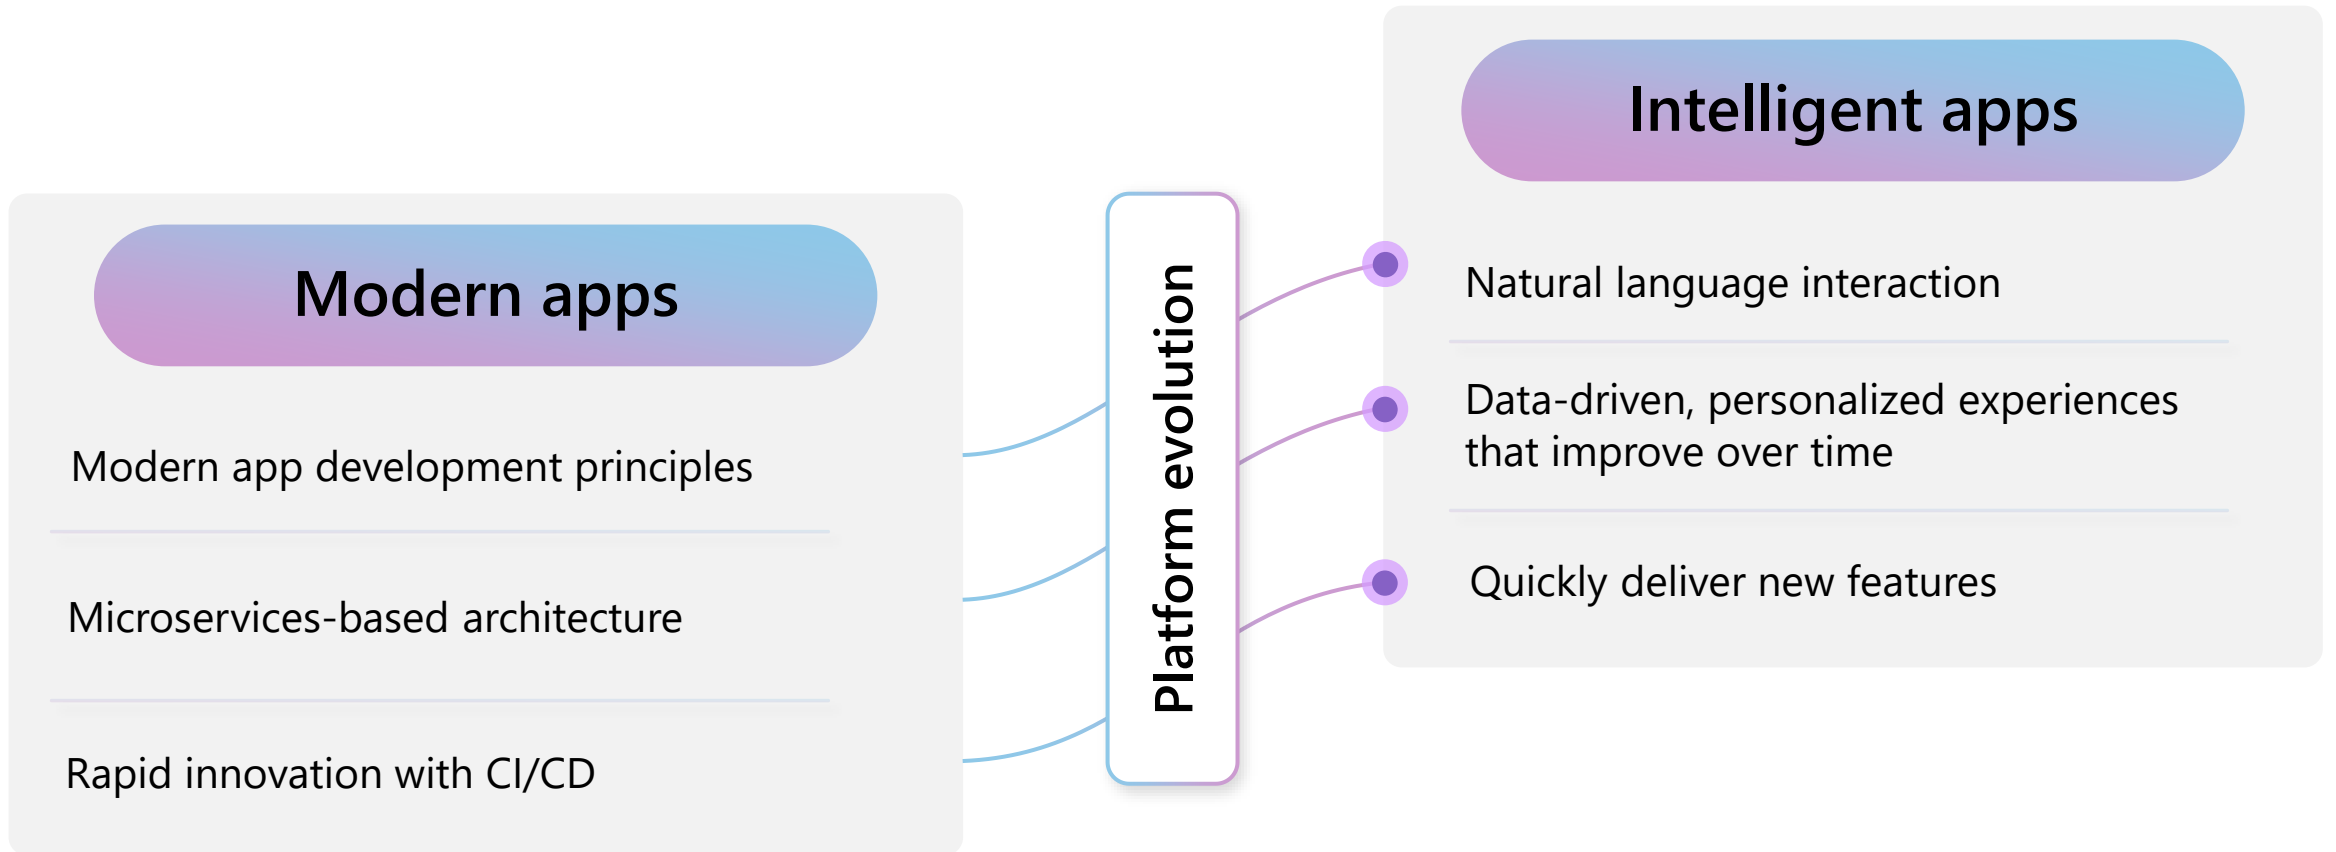 Modern apps
Modern app development principles
Microservices-based architecture
Rapid innovation with CI/CD
Platform evolution
Intelligent apps
Natural language interaction
Data-driven, personalized experiences
that improve over time
Quickly deliver new features